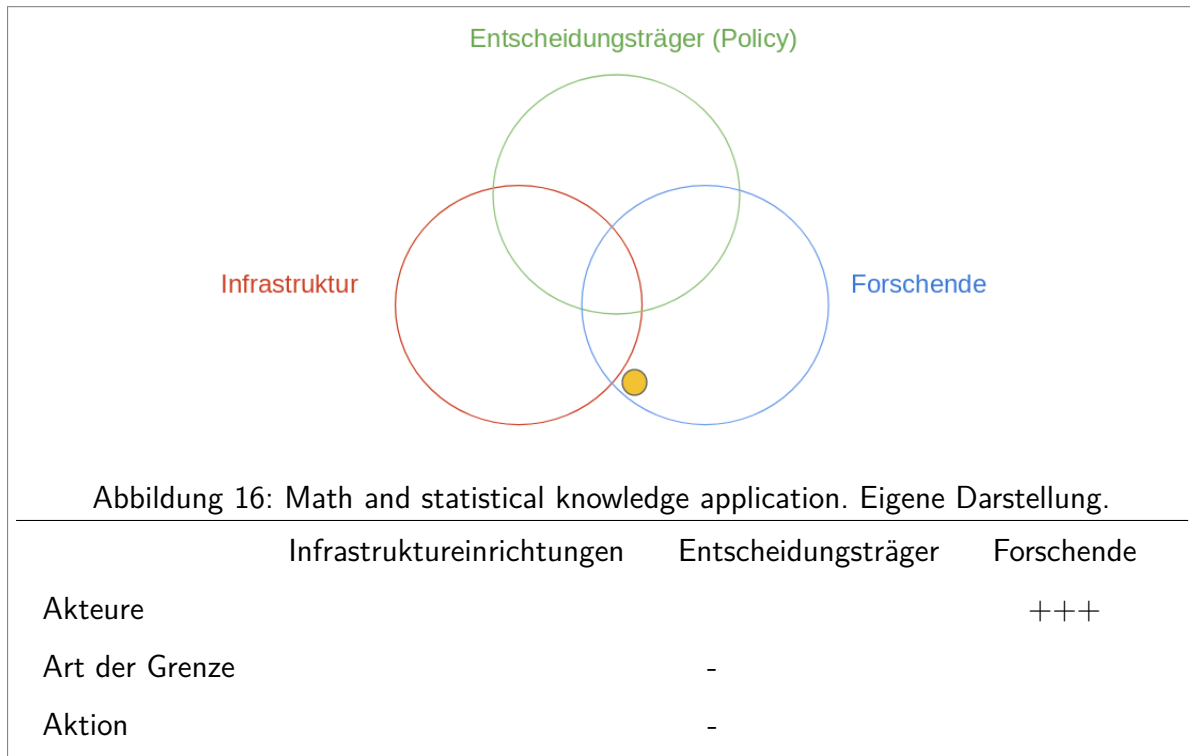 Entscheidungsträger (Policy)
Infrastruktur
Forschende
Abbildung 16: Math and statistical knowledge application. Eigene Darstellung.
Infrastruktureinrichtungen Entscheidungsträger Forschende
Akteure +++
Art der Grenze -
Aktion -